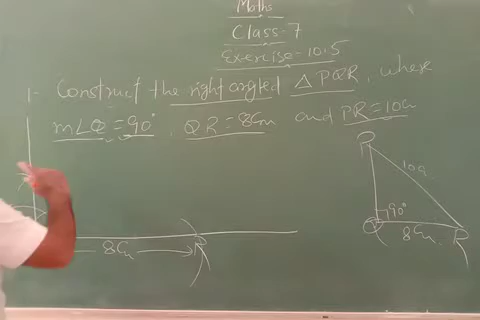 Maths
Class-7
Exercise-10.5
1- Construct the right angled △PQR, where
m∠Q=90°, QR=8Cm and PR=10cm
P
10cm
90°
Q 8Cm R
8Cm R